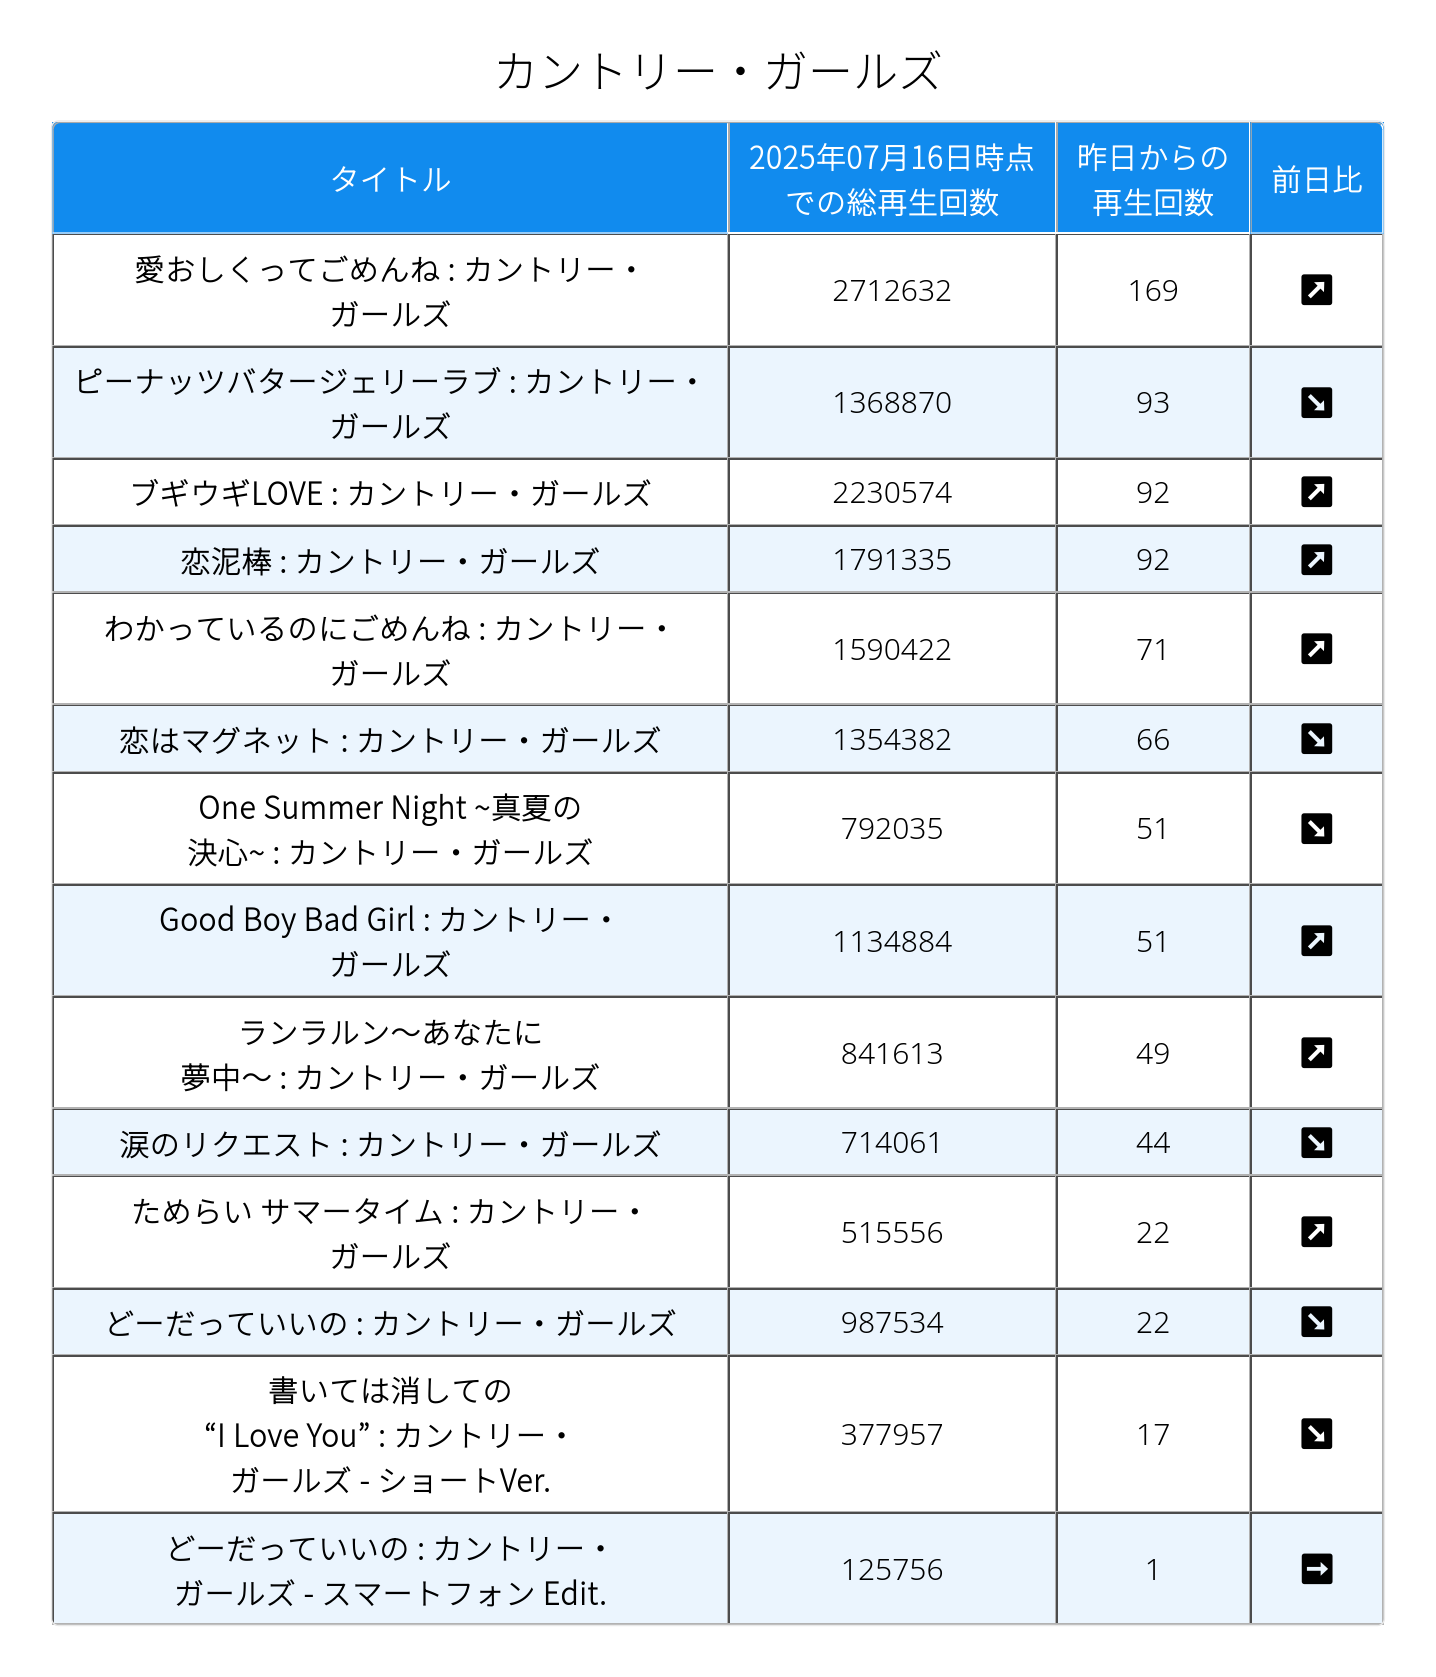 カントリー・ガールズ
タイトル
2025年07月16日時点
での総再生回数
昨日からの
再生回数
前日比
愛おしくってごめんね : カントリー・
ガールズ
2712632
169
↗
ピーナッツバタージェリーラブ : カントリー・
ガールズ
1368870
93
↘
ブギウギLOVE : カントリー・ガールズ
2230574
92
↗
恋泥棒 : カントリー・ガールズ
1791335
92
↗
わかっているのにごめんね : カントリー・
ガールズ
1590422
71
↗
恋はマグネット : カントリー・ガールズ
1354382
66
↘
One Summer Night ~真夏の
決心~ : カントリー・ガールズ
792035
51
↘
Good Boy Bad Girl : カントリー・
ガールズ
1134884
51
↗
ランラルン～あなたに
夢中～ : カントリー・ガールズ
841613
49
↗
涙のリクエスト : カントリー・ガールズ
714061
44
↘
ためらい サマータイム : カントリー・
ガールズ
515556
22
↗
どーだっていいの : カントリー・ガールズ
987534
22
↘
書いては消しての
“I Love You” : カントリー・
ガールズ - ショートVer.
377957
17
↘
どーだっていいの : カントリー・
ガールズ - スマートフォン Edit.
125756
1
→